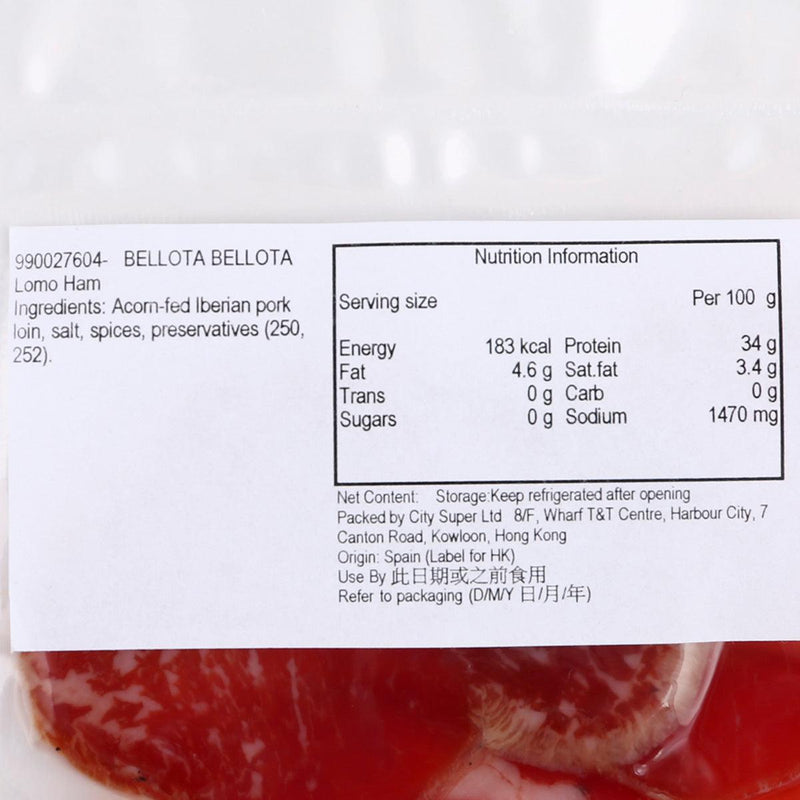 990027604- BELLOTA BELLOTA
Lomo Ham
Ingredients: Acorn-fed Iberian pork
loin, salt, spices, preservatives (250,
252).
Nutrition Information
Serving size Per 100 g
Energy 183 kcal Protein 34 g
Fat 4.6 g Sat.fat 3.4 g
Trans 0 g Carb 0 g
Sugars 0 g Sodium 1470 mg
Net Content: Storage:Keep refrigerated after opening
Packed by City Super Ltd 8/F, Wharf T&T Centre, Harbour City, 7
Canton Road, Kowloon, Hong Kong
Origin: Spain (Label for HK)
Use By 此日期或之前食用
Refer to packaging (D/M/Y 日/月/年)